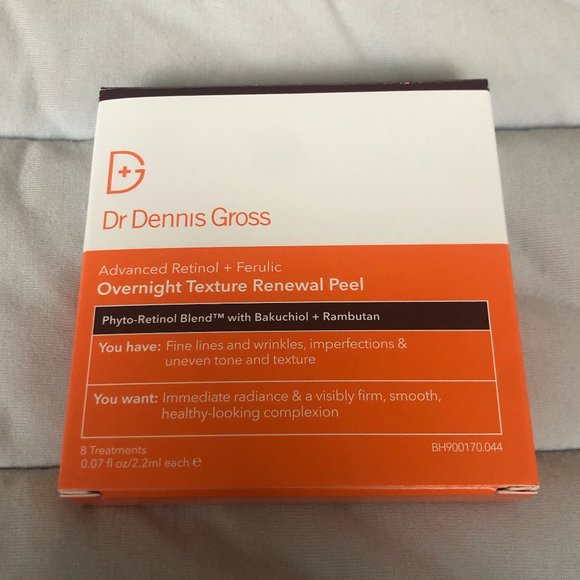 DG
Dr Dennis Gross
Advanced Retinol + Ferulic
Overnight Texture Renewal Peel
Phyto-Retinol Blend™ with Bakuchiol + Rambutan
You have: Fine lines and wrinkles, imperfections &
uneven tone and texture
You want: Immediate radiance & a visibly firm, smooth,
healthy-looking complexion
8 Treatments
0.07 fl oz/2.2ml each ℮
BH900170.044